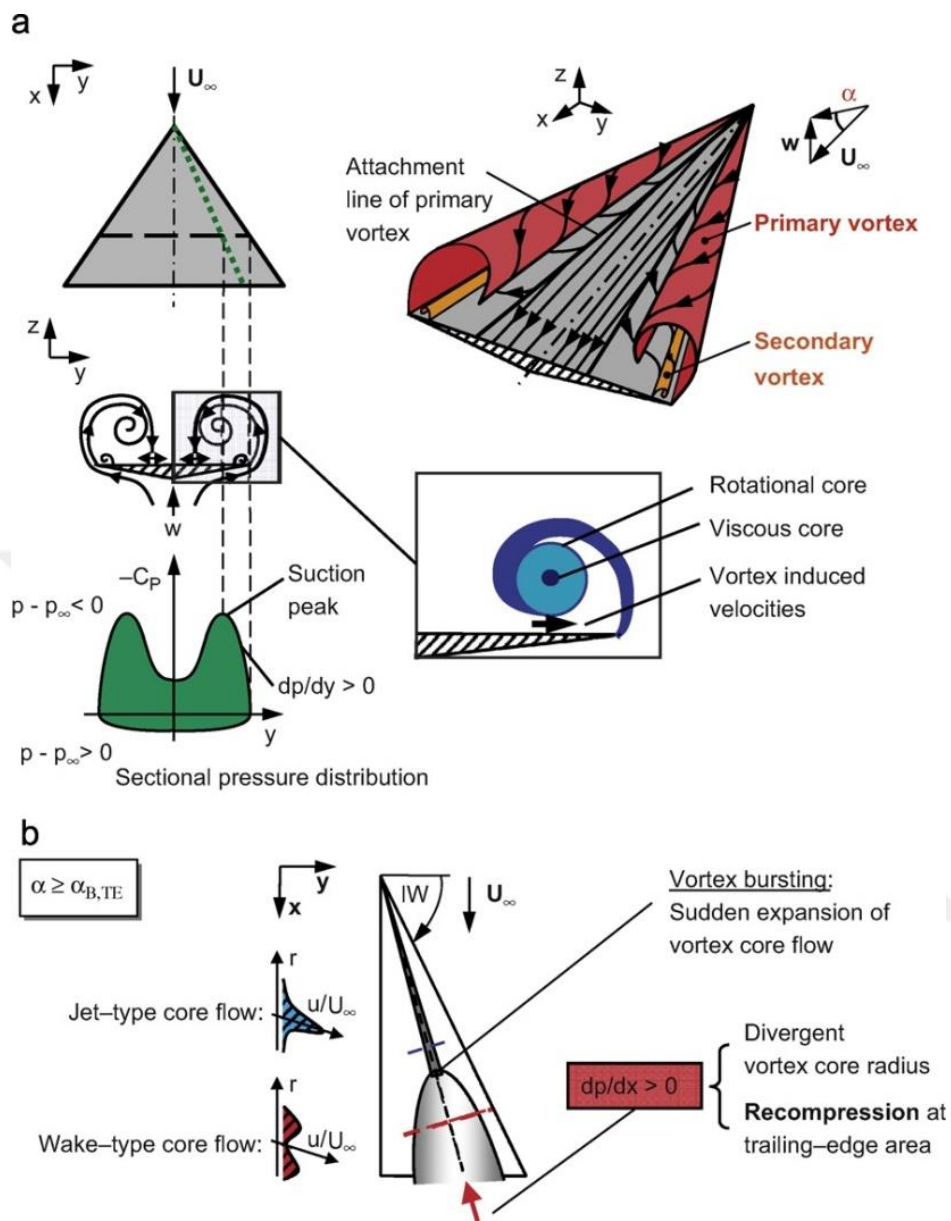 a
x
y
U∞
z
x
y
α
w
U∞
Attachment
line of primary
vortex
Primary vortex
Secondary
vortex
z
y
w
Rotational core
Viscous core
Vortex induced
velocities
–CP
p - p∞< 0
Suction
peak
dp/dy > 0
y
p - p∞> 0
Sectional pressure distribution
b
α ≥ αB,TE
y
x
lW
U∞
Vortex bursting:
Sudden expansion of
vortex core flow
r
u/U∞
Jet–type core flow:
r
u/U∞
Wake–type core flow:
dp/dx > 0
Divergent
vortex core radius
Recompression at
trailing–edge area